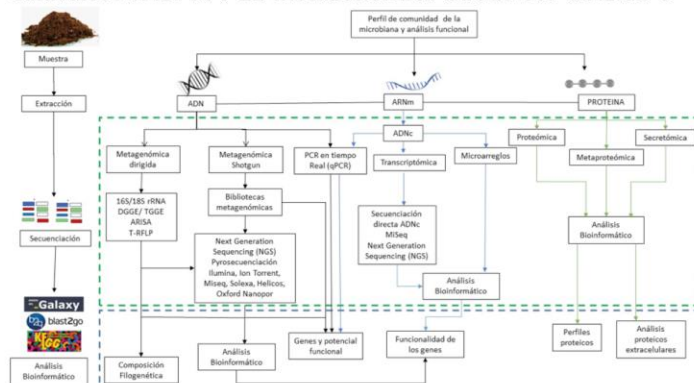 Perfil de comunidad de la
microbiana y análisis funcional
Muestra
Extracción
ADN
ARNm
PROTEINA
ADNc
Proteómica
Secretómica
Metagenómica
dirigida
Metagenómica
Shotgun
PCR en tiempo
Real (qPCR)
Transcriptómica
Microarreglos
Metaproteómica
16S/18S rRNA
DGGE/ TGGE
ARISA
T-RFLP
Bibliotecas
metagenómicas
Secuenciación
directa ADNc
MISeq
Next Generation
Sequencing (NGS)
Análisis
Bioinformático
Secuenciación
Next Generation
Sequencing (NGS)
Pyrosecuenciación
Ilumina, Ion Torrent,
Miseq, Solexa, Helicos,
Oxford Nanopor
Análisis
Bioinformático
Galaxy
b2g blast2go
KEGG
Análisis
Bioinformático
Composición
Filogenética
Análisis
Bioinformático
Genes y potencial
funcional
Funcionalidad de
los genes
Perfiles
proteicos
Análisis
proteicos
extracelulares